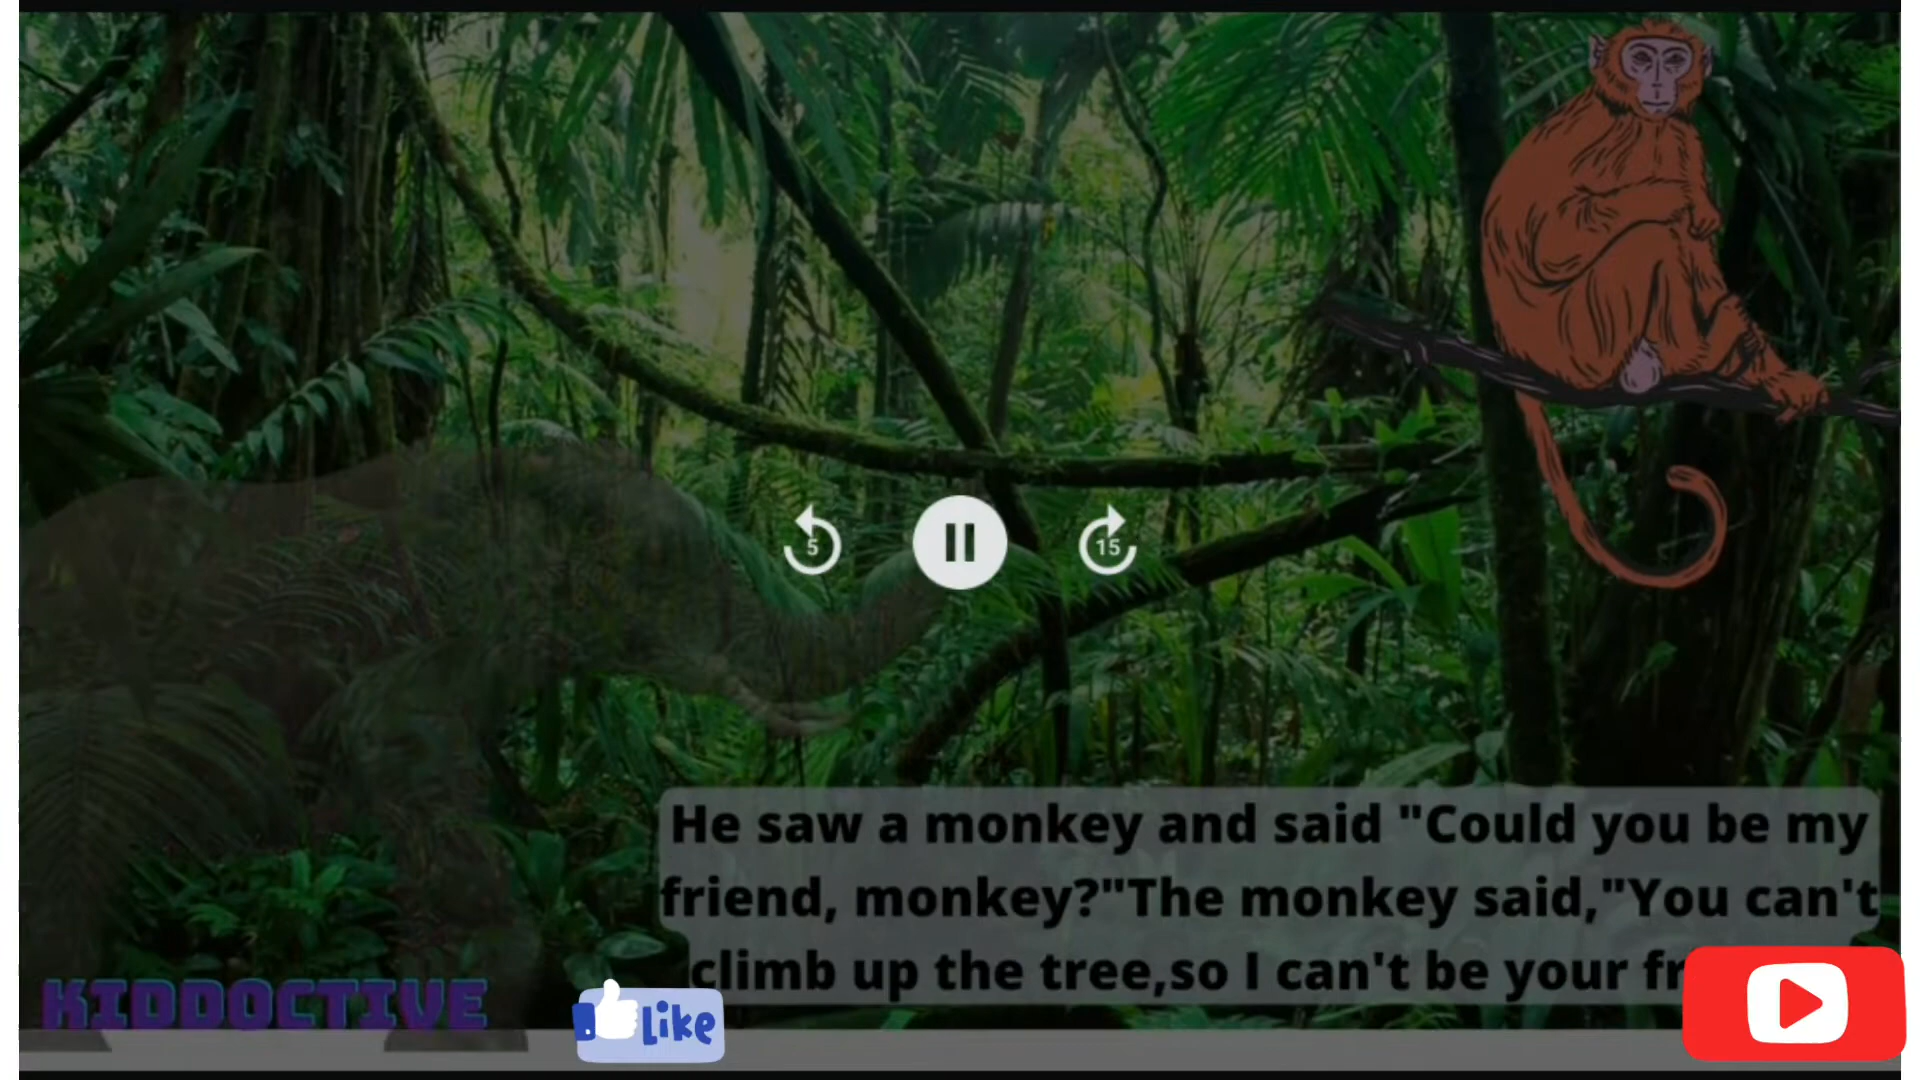 5
15
He saw a monkey and said "Could you be my
friend, monkey?"The monkey said,"You can't
climb up the tree,so I can't be your fr
KIDDOCTIVE
Like